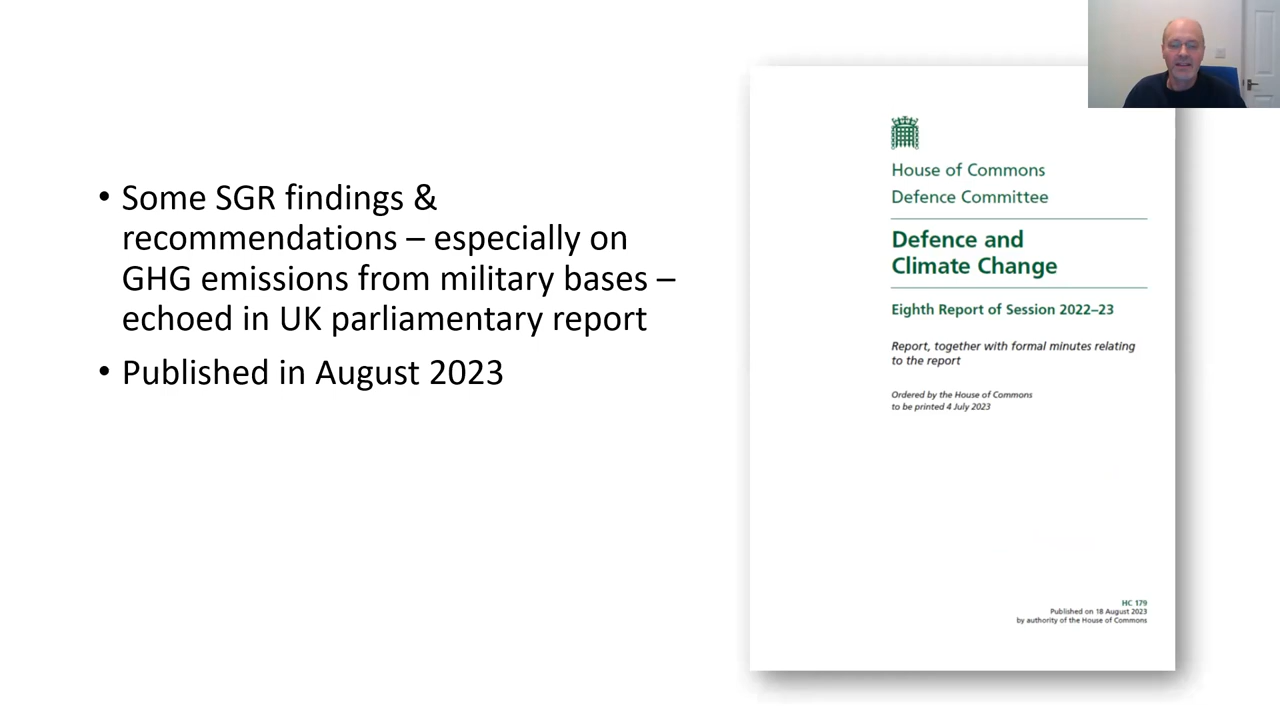 • Some SGR findings &
recommendations – especially on
GHG emissions from military bases –
echoed in UK parliamentary report
• Published in August 2023
House of Commons
Defence Committee
Defence and
Climate Change
Eighth Report of Session 2022–23
Report, together with formal minutes relating
to the report
Ordered by the House of Commons
to be printed 4 July 2023
HC 179
Published on 18 August 2023
by authority of the House of Commons